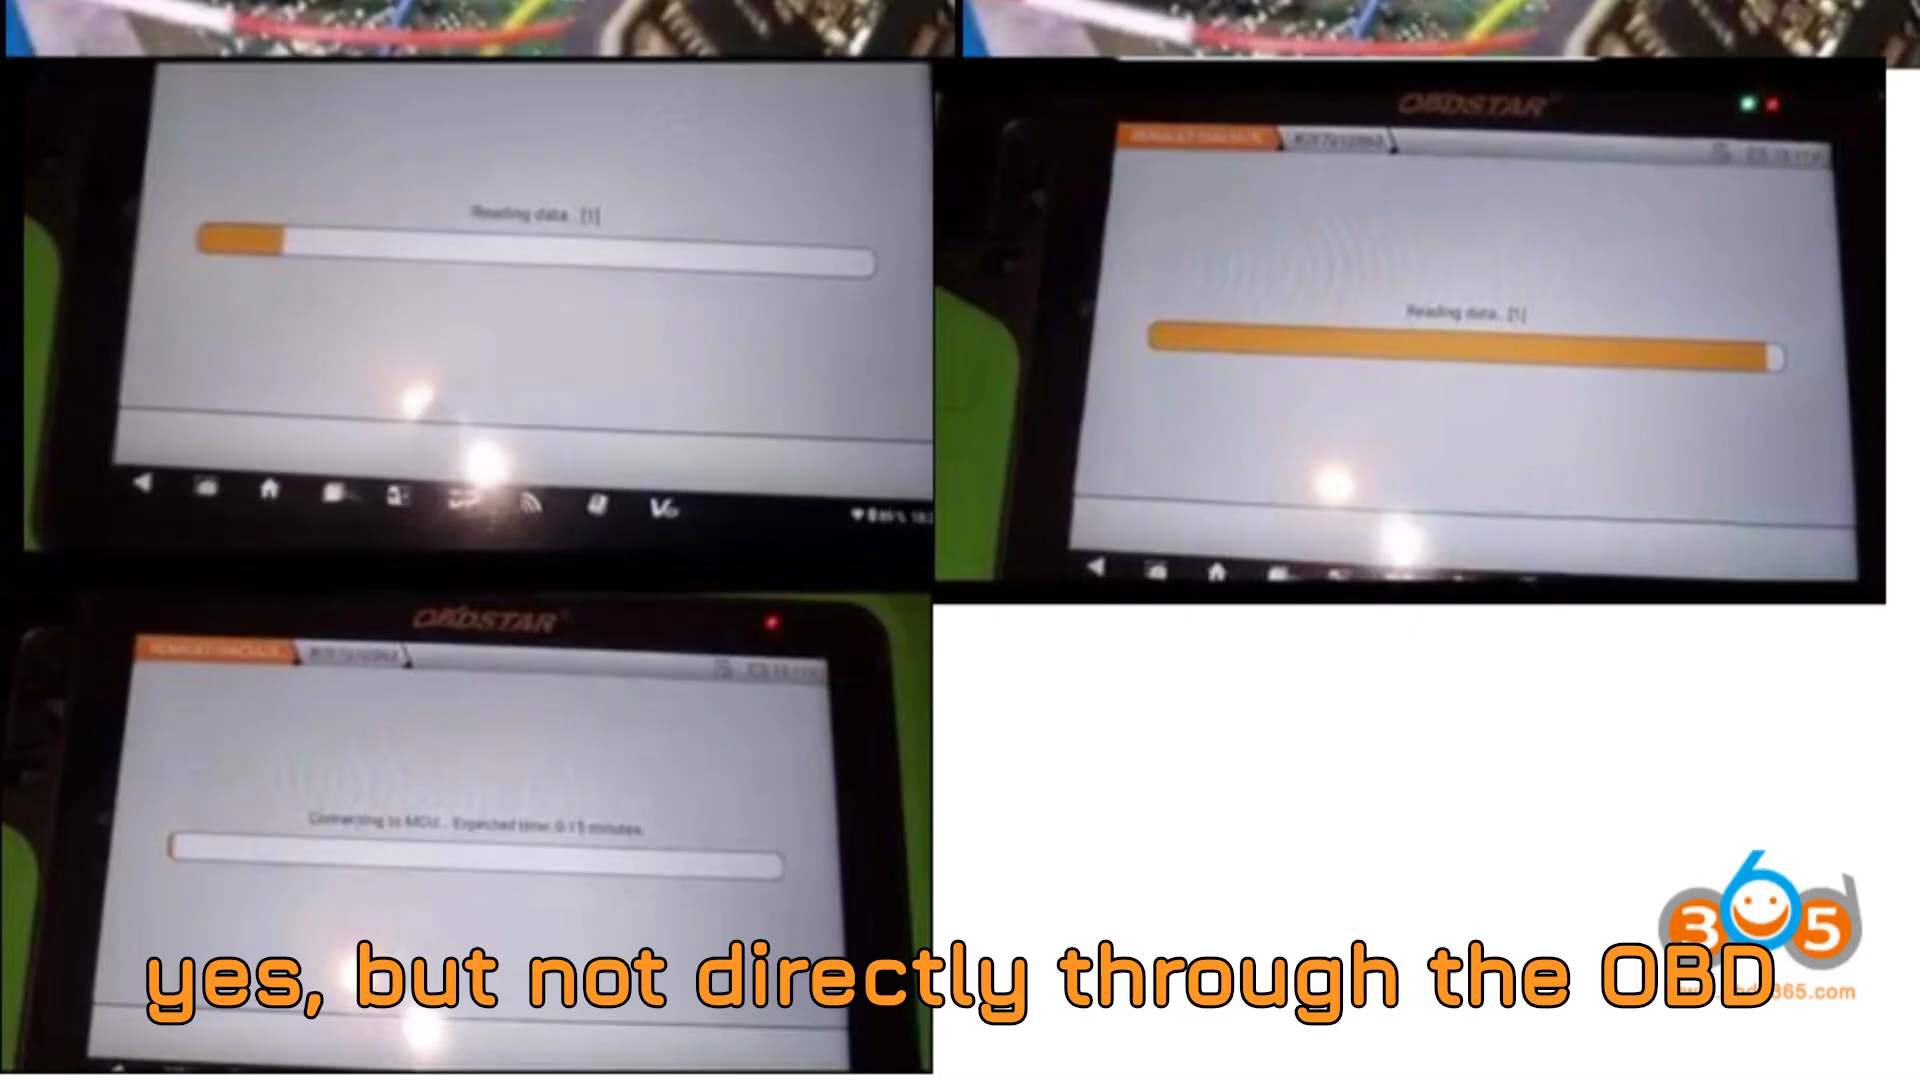 Reading data...[1]
OBDSTAR
Reading data...[1]
OBDSTAR
Connecting to MCU... Expected time: 0-15 minutes.
365
yes, but not directly through the OBD